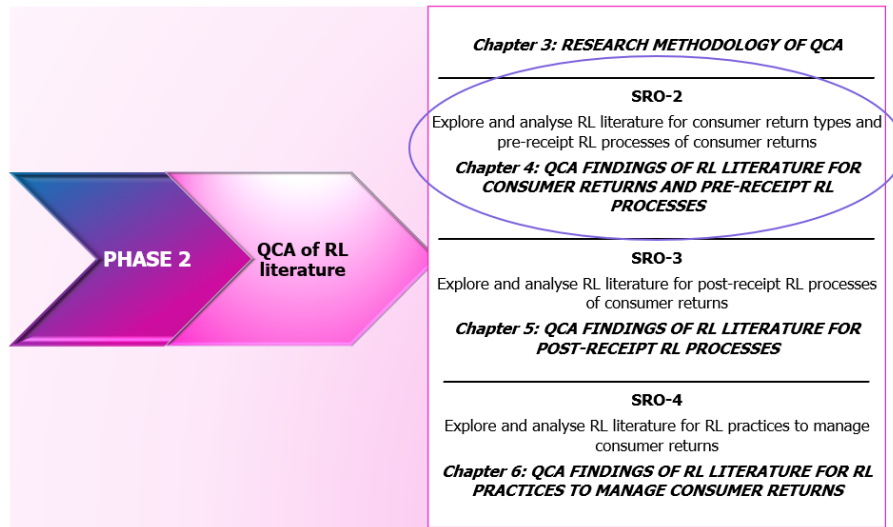 PHASE 2
QCA of RL
literature
Chapter 3: RESEARCH METHODOLOGY OF QCA
SRO-2
Explore and analyse RL literature for consumer return types and
pre-receipt RL processes of consumer returns
Chapter 4: QCA FINDINGS OF RL LITERATURE FOR
CONSUMER RETURNS AND PRE-RECEIPT RL
PROCESSES
SRO-3
Explore and analyse RL literature for post-receipt RL processes
of consumer returns
Chapter 5: QCA FINDINGS OF RL LITERATURE FOR
POST-RECEIPT RL PROCESSES
SRO-4
Explore and analyse RL literature for RL practices to manage
consumer returns
Chapter 6: QCA FINDINGS OF RL LITERATURE FOR RL
PRACTICES TO MANAGE CONSUMER RETURNS